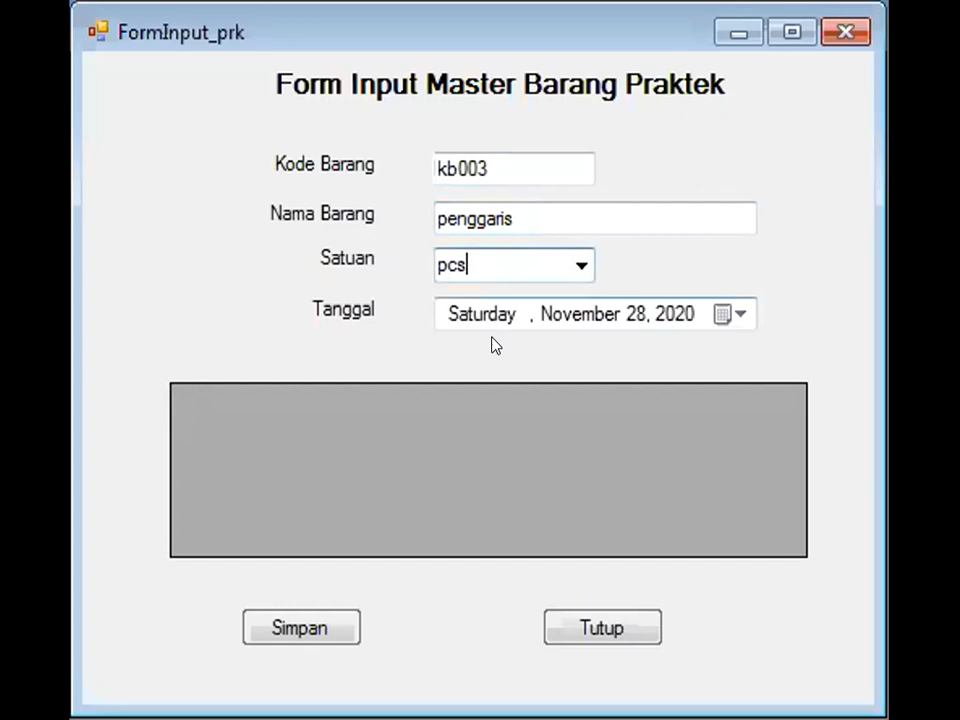 FormInput_prk
Form Input Master Barang Praktek
Kode Barang kb003
Nama Barang penggaris
Satuan pcs
Tanggal Saturday , November 28, 2020
Simpan Tutup